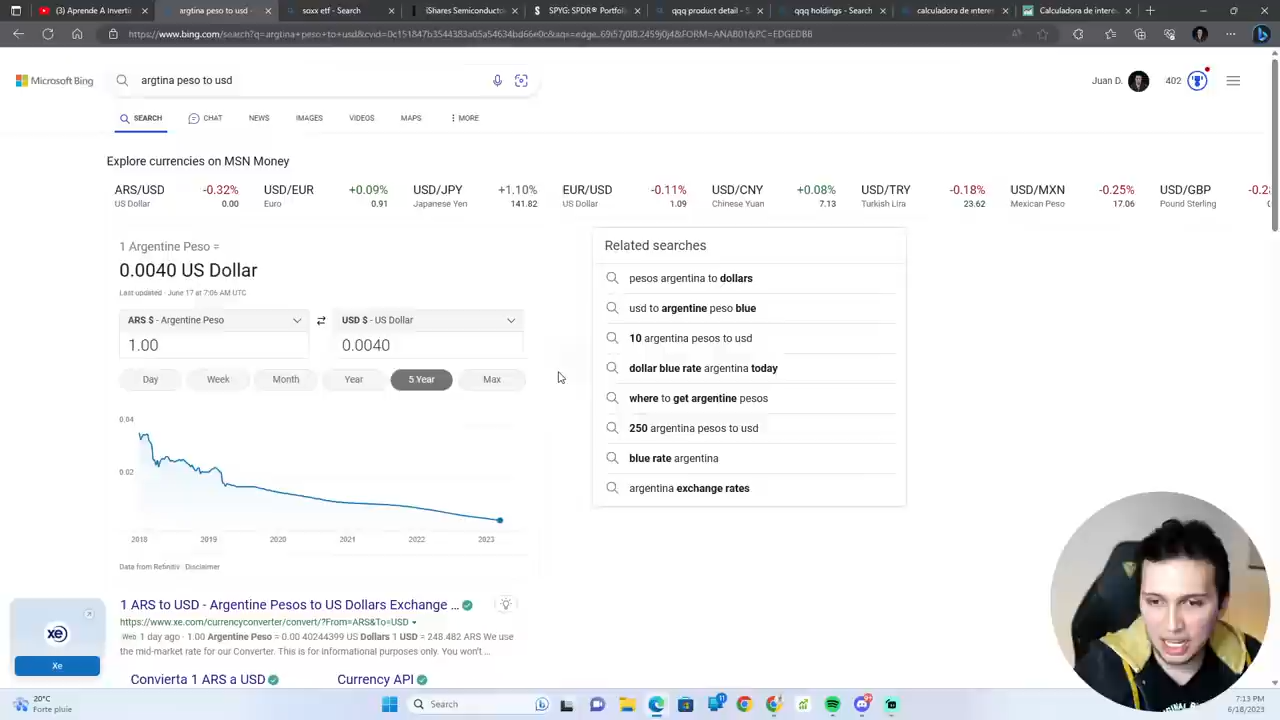 () Aprende A Invertir
soxx etf - Search
iShares Semiconduct
SPYG: SPDR® Portfoli
qqq product detail - S
qqq holdings - Search
calculadora de interes
Calculadora de interes
Microsoft Bing
argtina peso to usd
Juan D.
402
SEARCH
CHAT
NEWS
IMAGES
VIDEOS
MAPS
MORE
Explore currencies on MSN Money
ARS/USD -0.32%
US Dollar 0.00
USD/EUR +0.09%
Euro 0.91
USD/JPY +1.10%
Japanese Yen 141.82
EUR/USD -0.11%
US Dollar 1.09
USD/CNY +0.08%
Chinese Yuan 7.13
USD/TRY -0.18%
Turkish Lira 23.62
USD/MXN -0.25%
Mexican Peso 17.06
USD/GBP -0.2
Pound Sterling
1 Argentine Peso =
0.0040 US Dollar
Last updated · June 17 at 7:06 AM UTC
ARS $ - Argentine Peso
USD $ - US Dollar
1.00
0.0040
Day
Week
Month
Year
5 Year
Max
0.04
0.02
2018
2019
2020
2021
2022
2023
Data from Refinitiv · Disclaimer
Related searches
pesos argentina to dollars
usd to argentine peso blue
10 argentina pesos to usd
dollar blue rate argentina today
where to get argentine pesos
250 argentina pesos to usd
blue rate argentina
argentina exchange rates
1 ARS to USD - Argentine Pesos to US Dollars Exchange ...
https://www.xe.com/currencyconverter/convert/?From=ARS&To=USD
Web 1 day ago · 1.00 Argentine Peso = 0.00 40244399 US Dollars 1 USD = 248.482 ARS We use
the mid-market rate for our Converter. This is for informational purposes only. You won't ...
Convierta 1 ARS a USD
Currency API
xe
Xe
20°C
Forte pluie
Search
7:13 PM
6/18/2023